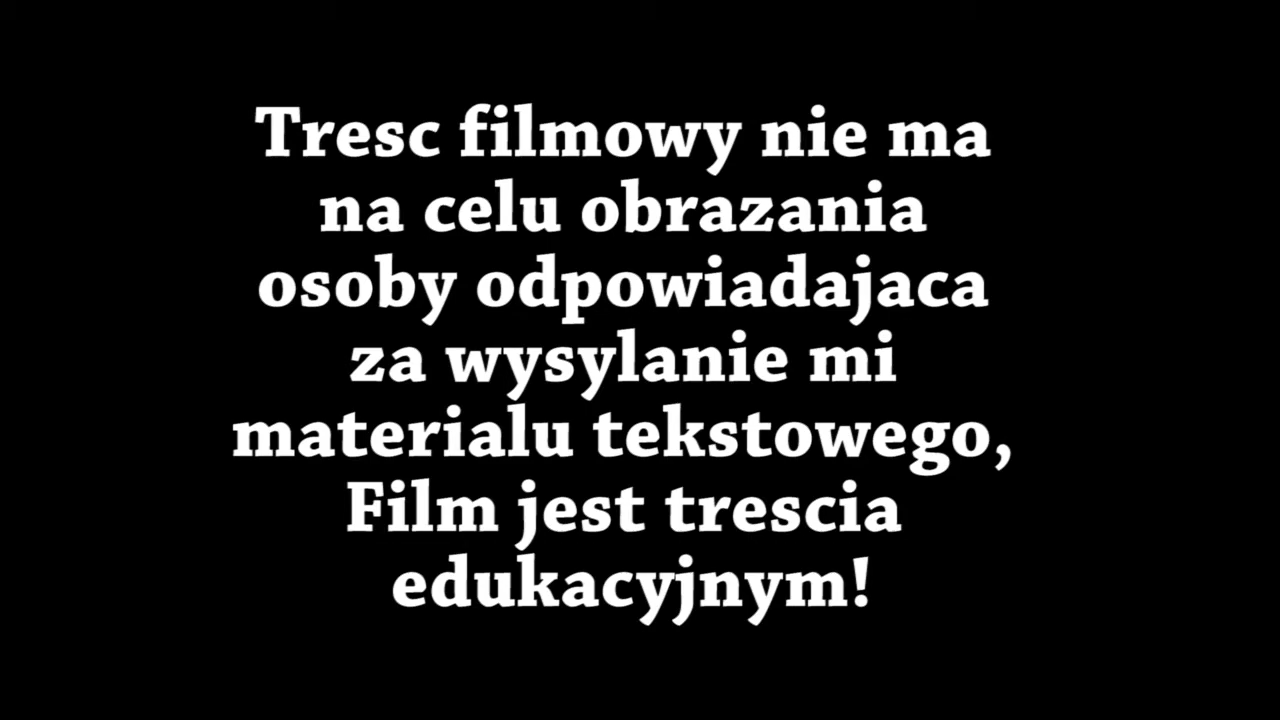 Tresc filmowy nie ma
na celu obrazania
osoby odpowiadajaca
za wysylanie mi
materialu tekstowego,
Film jest trescia
edukacyjnym!